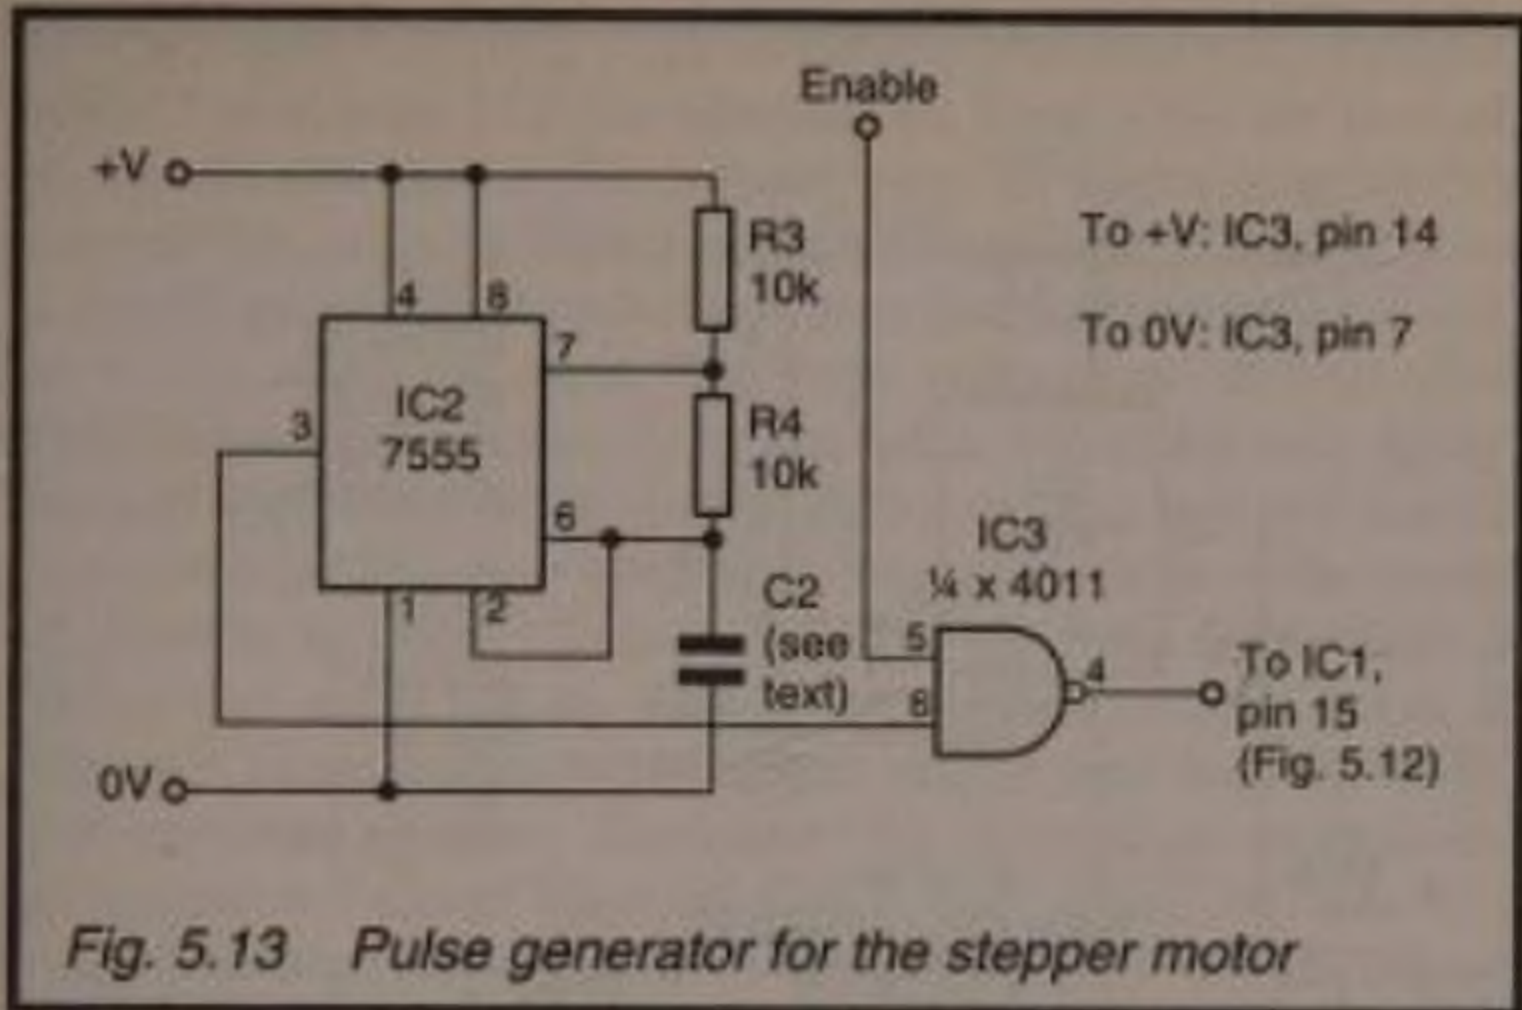 Enable
+V
R3
10k
To +V: IC3, pin 14
To 0V: IC3, pin 7
4
8
7
IC2
7555
3
R4
10k
6
1
2
C2
(see
text)
IC3
¼ x 4011
5
6
4
To IC1,
pin 15
(Fig. 5.12)
0V
Fig. 5.13 Pulse generator for the stepper motor